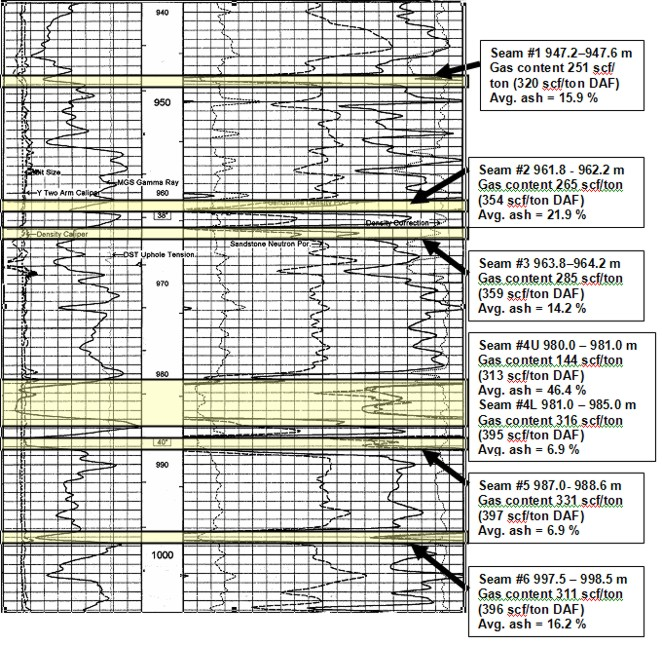 940
Seam #1 947.2–947.6 m
Gas content 251 scf/
ton (320 scf/ton DAF)
Avg. ash = 15.9 %
950
Seam #2 961.8 - 962.2 m
Gas content 265 scf/ton
(354 scf/ton DAF)
Avg. ash = 21.9 %
Bit Size
MGS Gamma Ray
Y Two Arm Caliper
960
Sandstone Density Por.
38°
Density Correction
Density Caliper
Sandstone Neutron Por.
DST Uphole Tension
Seam #3 963.8–964.2 m
Gas content 285 scf/ton
(359 scf/ton DAF)
Avg. ash = 14.2 %
970
980
Seam #4U 980.0 – 981.0 m
Gas content 144 scf/ton
(313 scf/ton DAF)
Avg. ash = 46.4 %
Seam #4L 981.0 – 985.0 m
Gas content 316 scf/ton
(395 scf/ton DAF)
Avg. ash = 6.9 %
40°
990
Seam #5 987.0- 988.6 m
Gas content 331 scf/ton
(397 scf/ton DAF)
Avg. ash = 6.9 %
1000
Seam #6 997.5 – 998.5 m
Gas content 311 scf/ton
(396 scf/ton DAF)
Avg. ash = 16.2 %